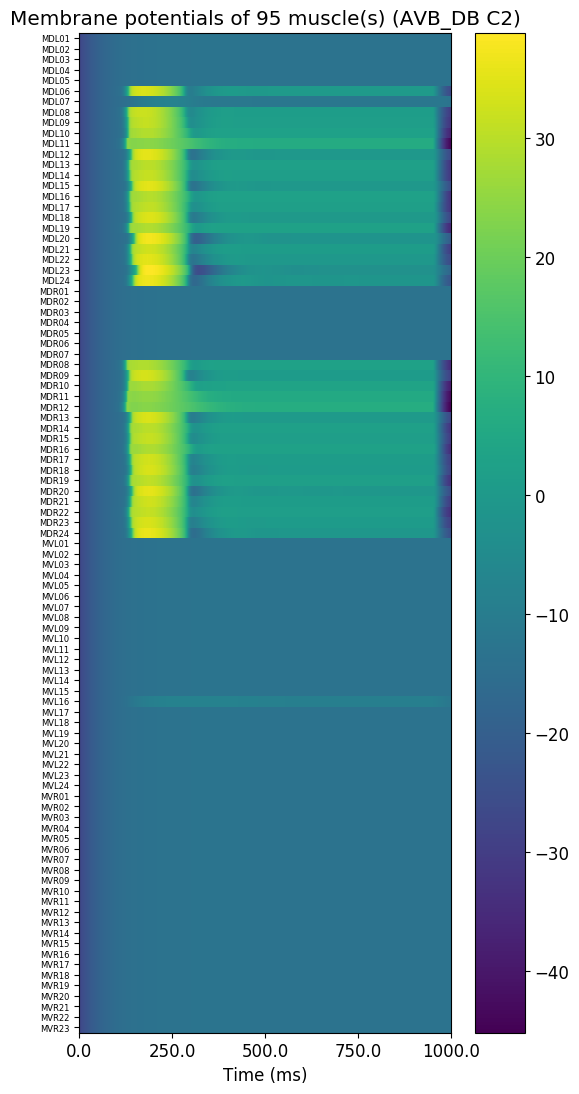 Membrane potentials of 95 muscle(s) (AVB_DB C2)
MDL01
MDL02
MDL03
MDL04
MDL05
MDL06
MDL07
MDL08
MDL09
MDL10
MDL11
MDL12
MDL13
MDL14
MDL15
MDL16
MDL17
MDL18
MDL19
MDL20
MDL21
MDL22
MDL23
MDL24
MDR01
MDR02
MDR03
MDR04
MDR05
MDR06
MDR07
MDR08
MDR09
MDR10
MDR11
MDR12
MDR13
MDR14
MDR15
MDR16
MDR17
MDR18
MDR19
MDR20
MDR21
MDR22
MDR23
MDR24
MVL01
MVL02
MVL03
MVL04
MVL05
MVL06
MVL07
MVL08
MVL09
MVL10
MVL11
MVL12
MVL13
MVL14
MVL15
MVL16
MVL17
MVL18
MVL19
MVL20
MVL21
MVL22
MVL23
MVL24
MVR01
MVR02
MVR03
MVR04
MVR05
MVR06
MVR07
MVR08
MVR09
MVR10
MVR11
MVR12
MVR13
MVR14
MVR15
MVR16
MVR17
MVR18
MVR19
MVR20
MVR21
MVR22
MVR23
0.0 250.0 500.0 750.0 1000.0
Time (ms)
30
20
10
0
−10
−20
−30
−40